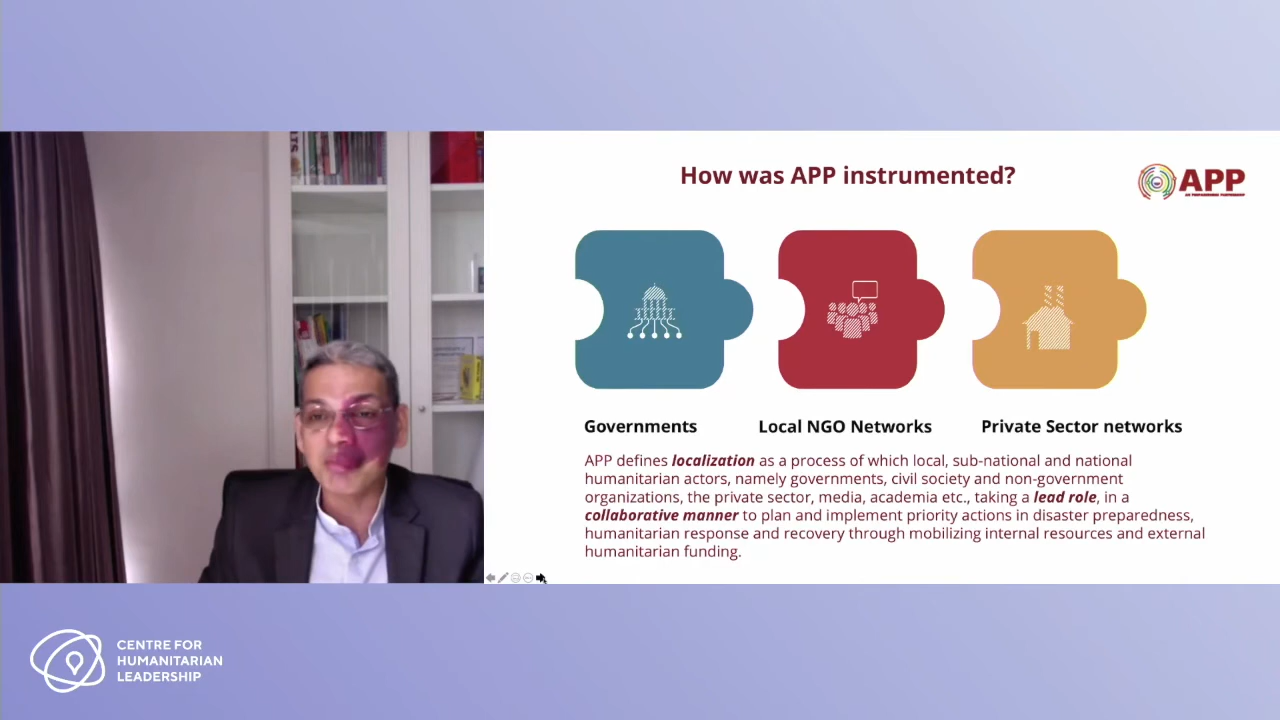 How was APP instrumented?
APP
Governments
Local NGO Networks
Private Sector networks
APP defines localization as a process of which local, sub-national and national
humanitarian actors, namely governments, civil society and non-government
organizations, the private sector, media, academia etc., taking a lead role, in a
collaborative manner to plan and implement priority actions in disaster preparedness,
humanitarian response and recovery through mobilizing internal resources and external
humanitarian funding.
CENTRE FOR
HUMANITARIAN
LEADERSHIP